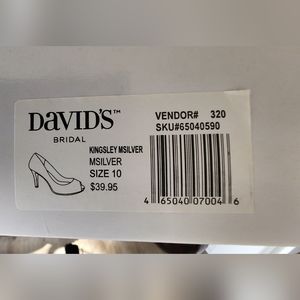 DAVID'S™
BRIDAL
KINGSLEY MSILVER
MSILVER
SIZE 10
$39.95
VENDOR# 320
SKU#65040590
4 65040 07004 6